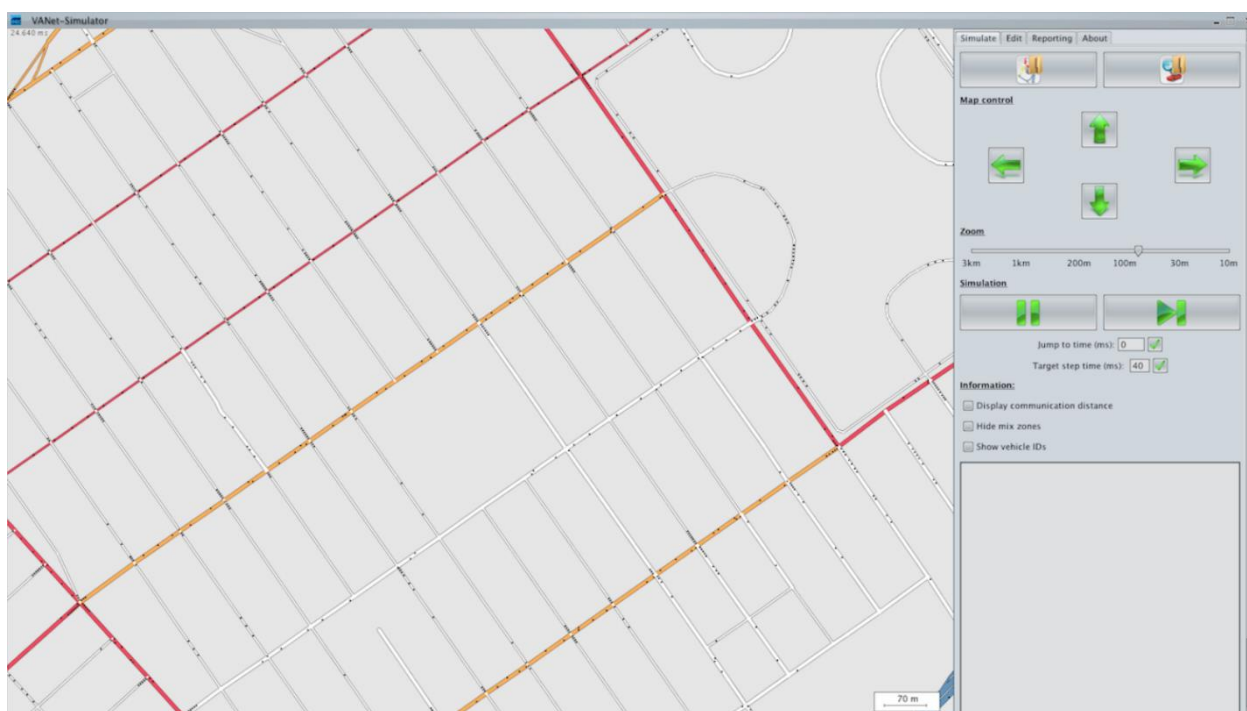 VANet-Simulator
24.640 ms
Simulate Edit Reporting About
Map control
Zoom
3km 1km 200m 100m 30m 10m
Simulation
Jump to time (ms): 0
Target step time (ms): 40
Information:
Display communication distance
Hide mix zones
Show vehicle IDs
70 m